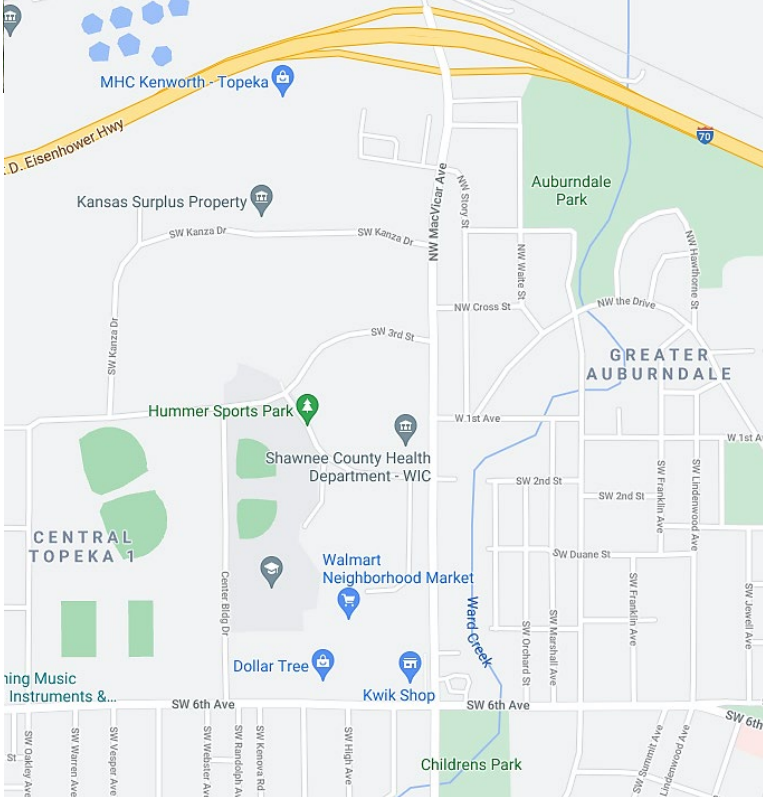 MHC Kenworth - Topeka
D. Eisenhower Hwy
70
NW MacVicar Ave
Auburndale
Park
Kansas Surplus Property
NW Story St
SW Kanza Dr
SW Kanza Dr
NW Waite St
NW Hawthorne St
NW Cross St
NW the Drive
SW Kanza Dr
SW 3rd St
GREATER
AUBURNDALE
Hummer Sports Park
W 1st Ave
W 1st A
Shawnee County Health
Department - WIC
SW 2nd St
SW 2nd St
SW Franklin Ave
SW Lindenwood Ave
CENTRAL
TOPEKA 1
SW Duane St
Walmart
Neighborhood Market
Center Bldg Dr
Ward Creek
SW Orchard St
SW Marshall Ave
SW Franklin Ave
SW Jewell Ave
Dollar Tree
Kwik Shop
ning Music
Instruments &...
SW 6th Ave
SW 6th Ave
SW 6th
St
SW Oakley Ave
SW Warren Ave
SW Vesper Ave
SW Webster Ave
SW Randolph A
SW Kenova Rd
SW High Ave
Childrens Park
SW Summit Ave
Lindenwood Ave